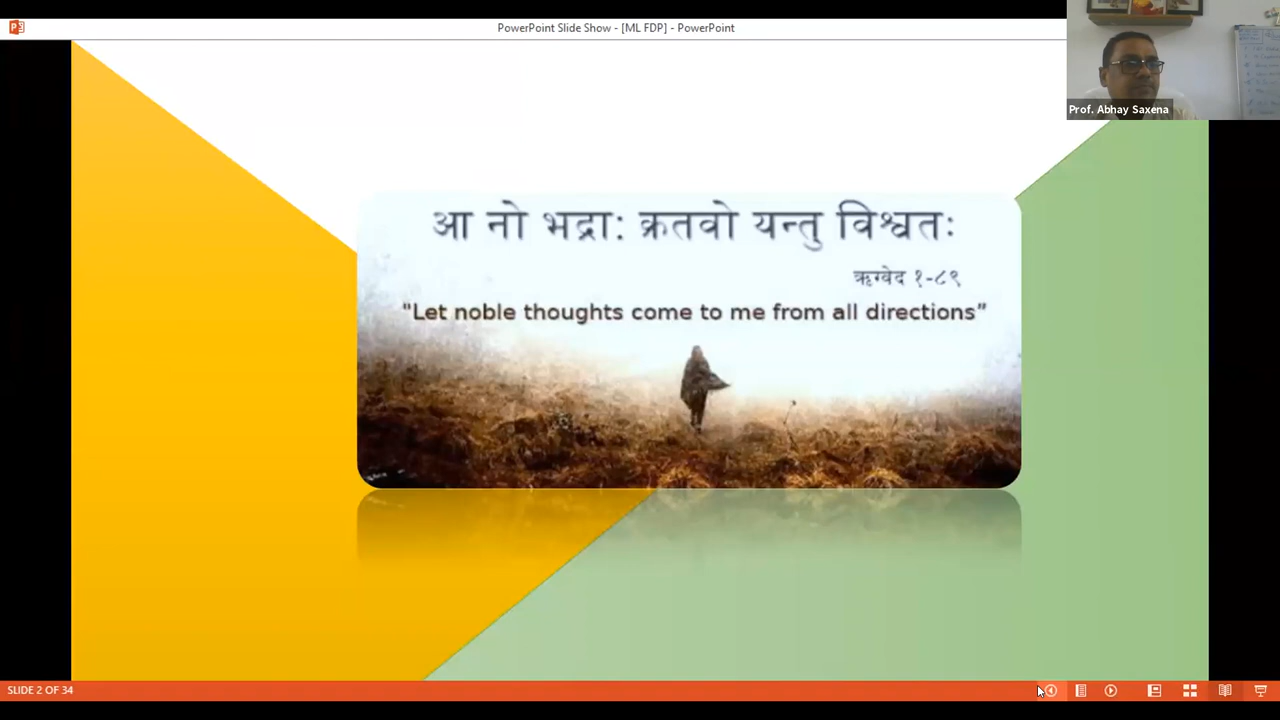 PowerPoint Slide Show - [ML FDP] - PowerPoint
Prof. Abhay Saxena
आ नो भद्रा: क्रतवो यन्तु विश्वत:
ऋग्वेद १-८९
"Let noble thoughts come to me from all directions”
SLIDE 2 OF 34